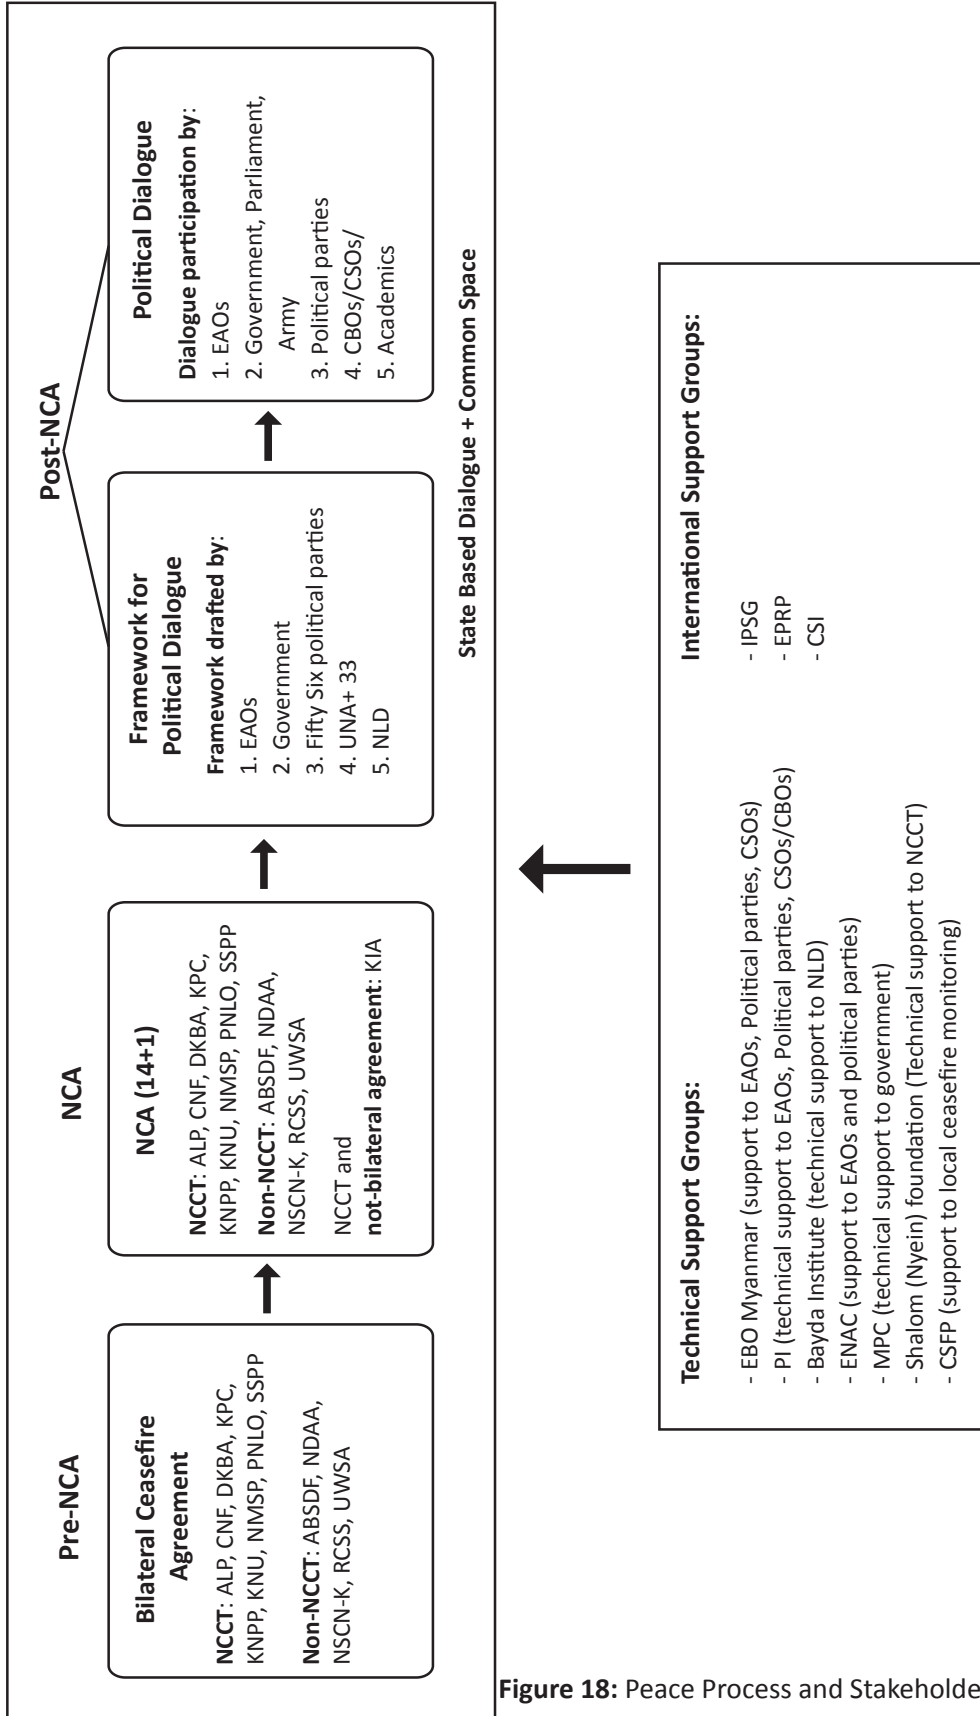 Pre-NCA
NCA
Post-NCA
Bilateral Ceasefire
Agreement
NCCT: ALP, CNF, DKBA, KPC,
KNPP, KNU, NMSP, PNLO, SSPP
Non-NCCT: ABSDF, NDAA,
NSCN-K, RCSS, UWSA
NCA (14+1)
NCCT: ALP, CNF, DKBA, KPC,
KNPP, KNU, NMSP, PNLO, SSPP
Non-NCCT: ABSDF, NDAA,
NSCN-K, RCSS, UWSA
NCCT and
not-bilateral agreement: KIA
Framework for
Political Dialogue
Framework drafted by:
1. EAOs
2. Government
3. Fifty Six political parties
4. UNA+ 33
5. NLD
Political Dialogue
Dialogue participation by:
1. EAOs
2. Government, Parliament,
Army
3. Political parties
4. CBOs/CSOs/
5. Academics
State Based Dialogue + Common Space
Technical Support Groups:
- EBO Myanmar (support to EAOs, Political parties, CSOs)
- PI (technical support to EAOs, Political parties, CSOs/CBOs)
- Bayda Institute (technical support to NLD)
- ENAC (support to EAOs and political parties)
- MPC (technical support to government)
- Shalom (Nyein) foundation (Technical support to NCCT)
- CSFP (support to local ceasefire monitoring)
International Support Groups:
- IPSG
- EPRP
- CSI
Figure 18: Peace Process and Stakeholde